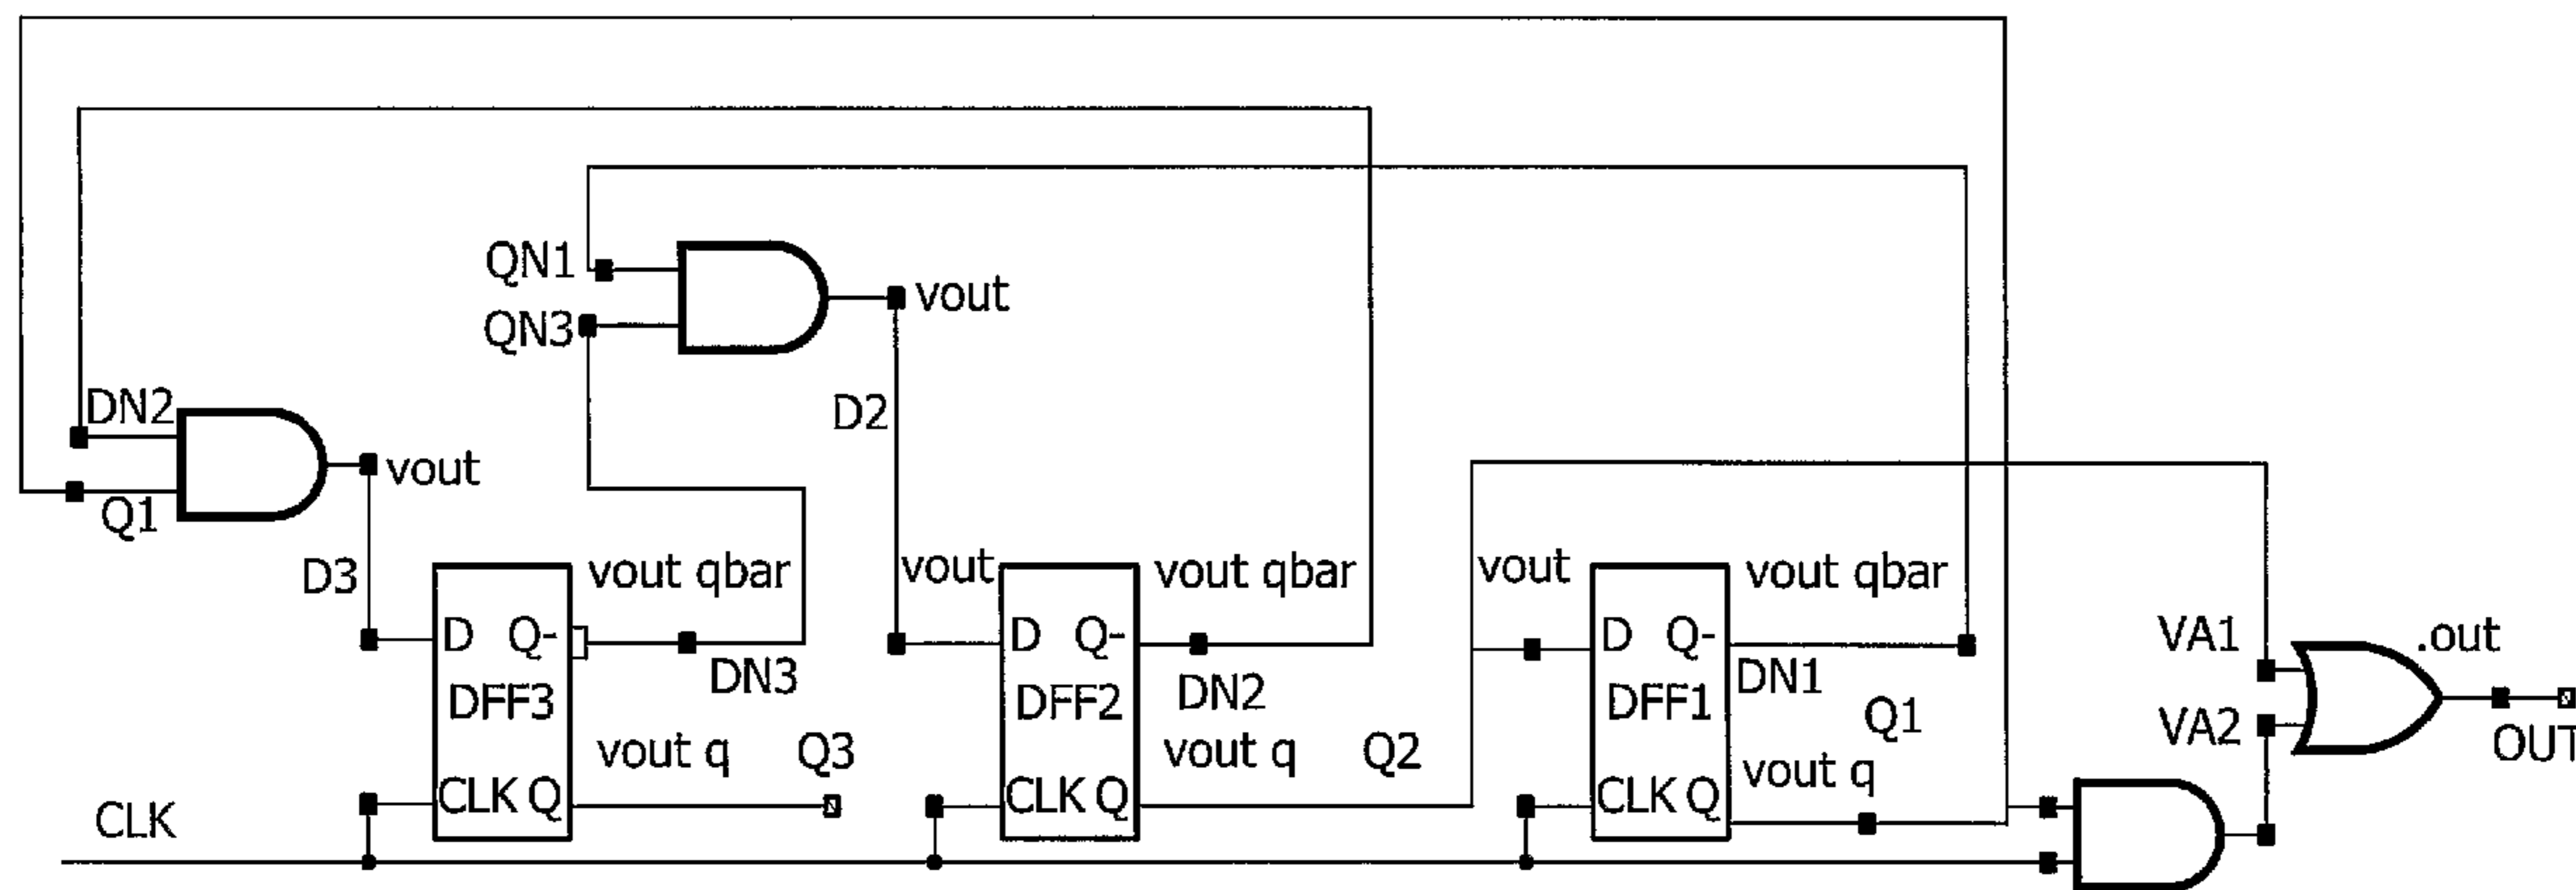 QN1
vout
QN3
DN2
D2
vout
Q1
D3
vout qbar
vout
vout qbar
vout
vout qbar
D Q-
D Q-
D Q-
VA1
.out
DN3
DN2
DN1
DFF3
DFF2
DFF1
Q1
VA2
OUT
vout q
Q3
vout q
Q2
vout q
CLK
CLK Q
CLK Q
CLK Q